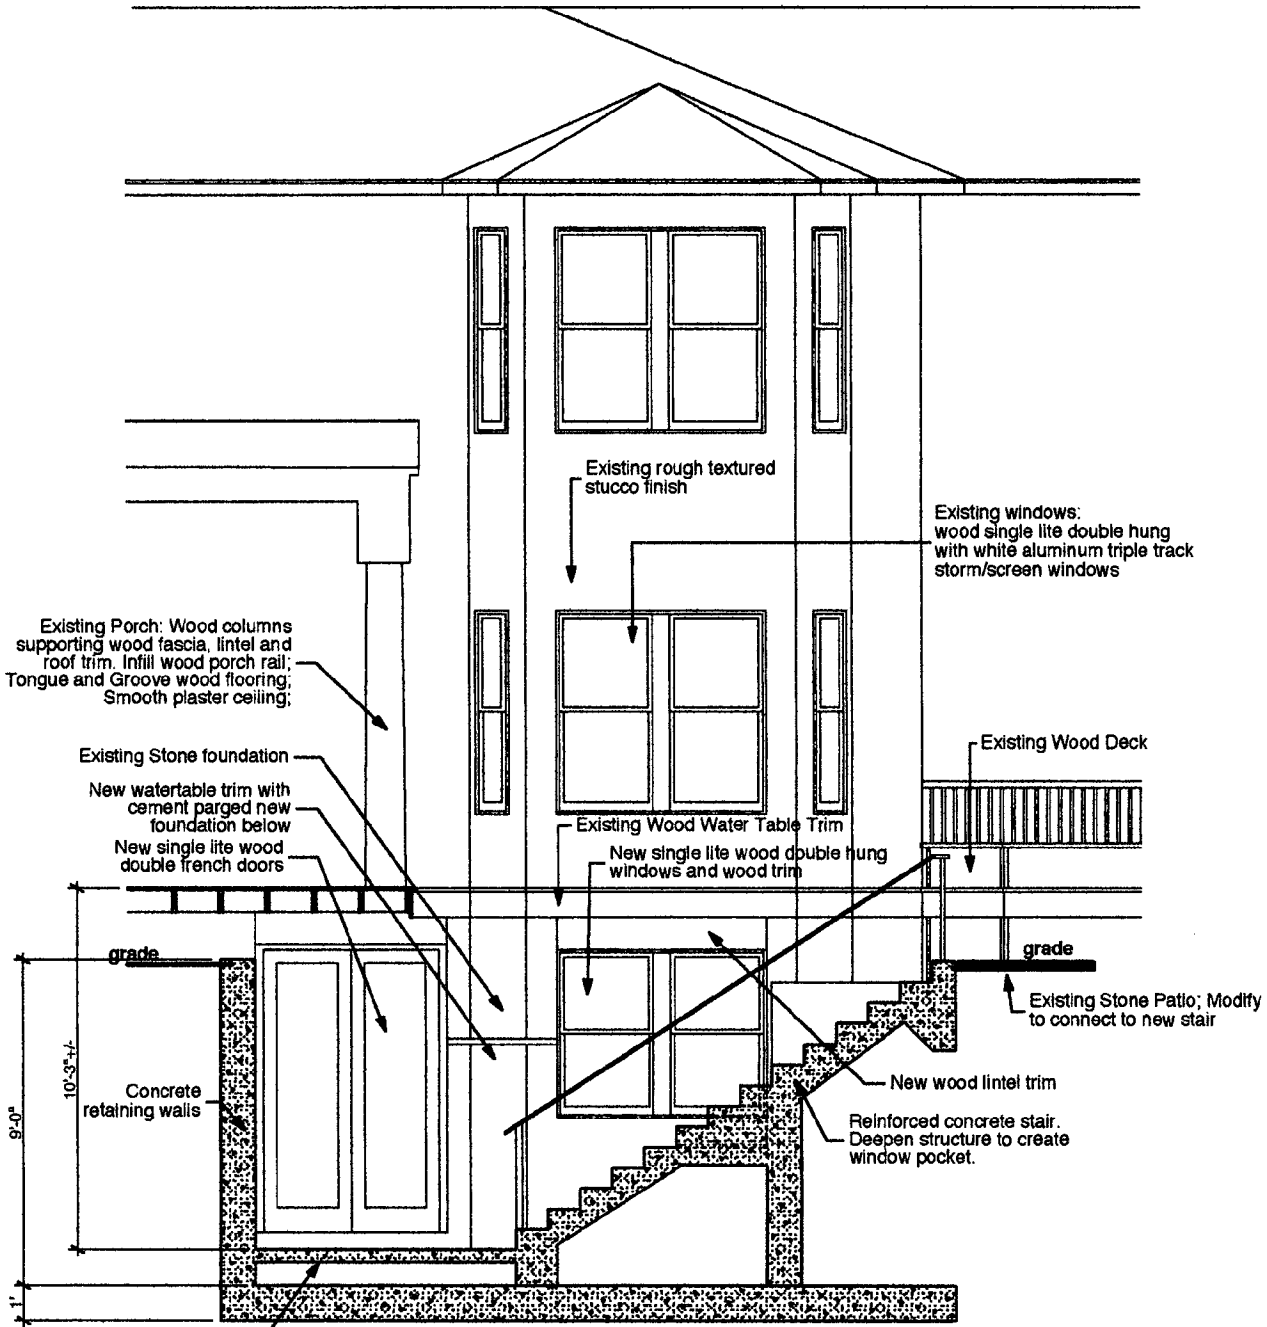 Existing rough textured
stucco finish
Existing windows:
wood single lite double hung
with white aluminum triple track
storm/screen windows
Existing Porch: Wood columns
supporting wood fascia, lintel and
roof trim. Infill wood porch rail;
Tongue and Groove wood flooring;
Smooth plaster ceiling;
Existing Wood Deck
Existing Stone foundation
New watertable trim with
cement parged new
foundation below
Existing Wood Water Table Trim
New single lite wood
double french doors
New single lite wood double hung
windows and wood trim
grade
grade
Existing Stone Patio; Modify
to connect to new stair
10'-3"+/-
9'-0"
Concrete
retaining walls
New wood lintel trim
Reinforced concrete stair.
Deepen structure to create
window pocket.
1'